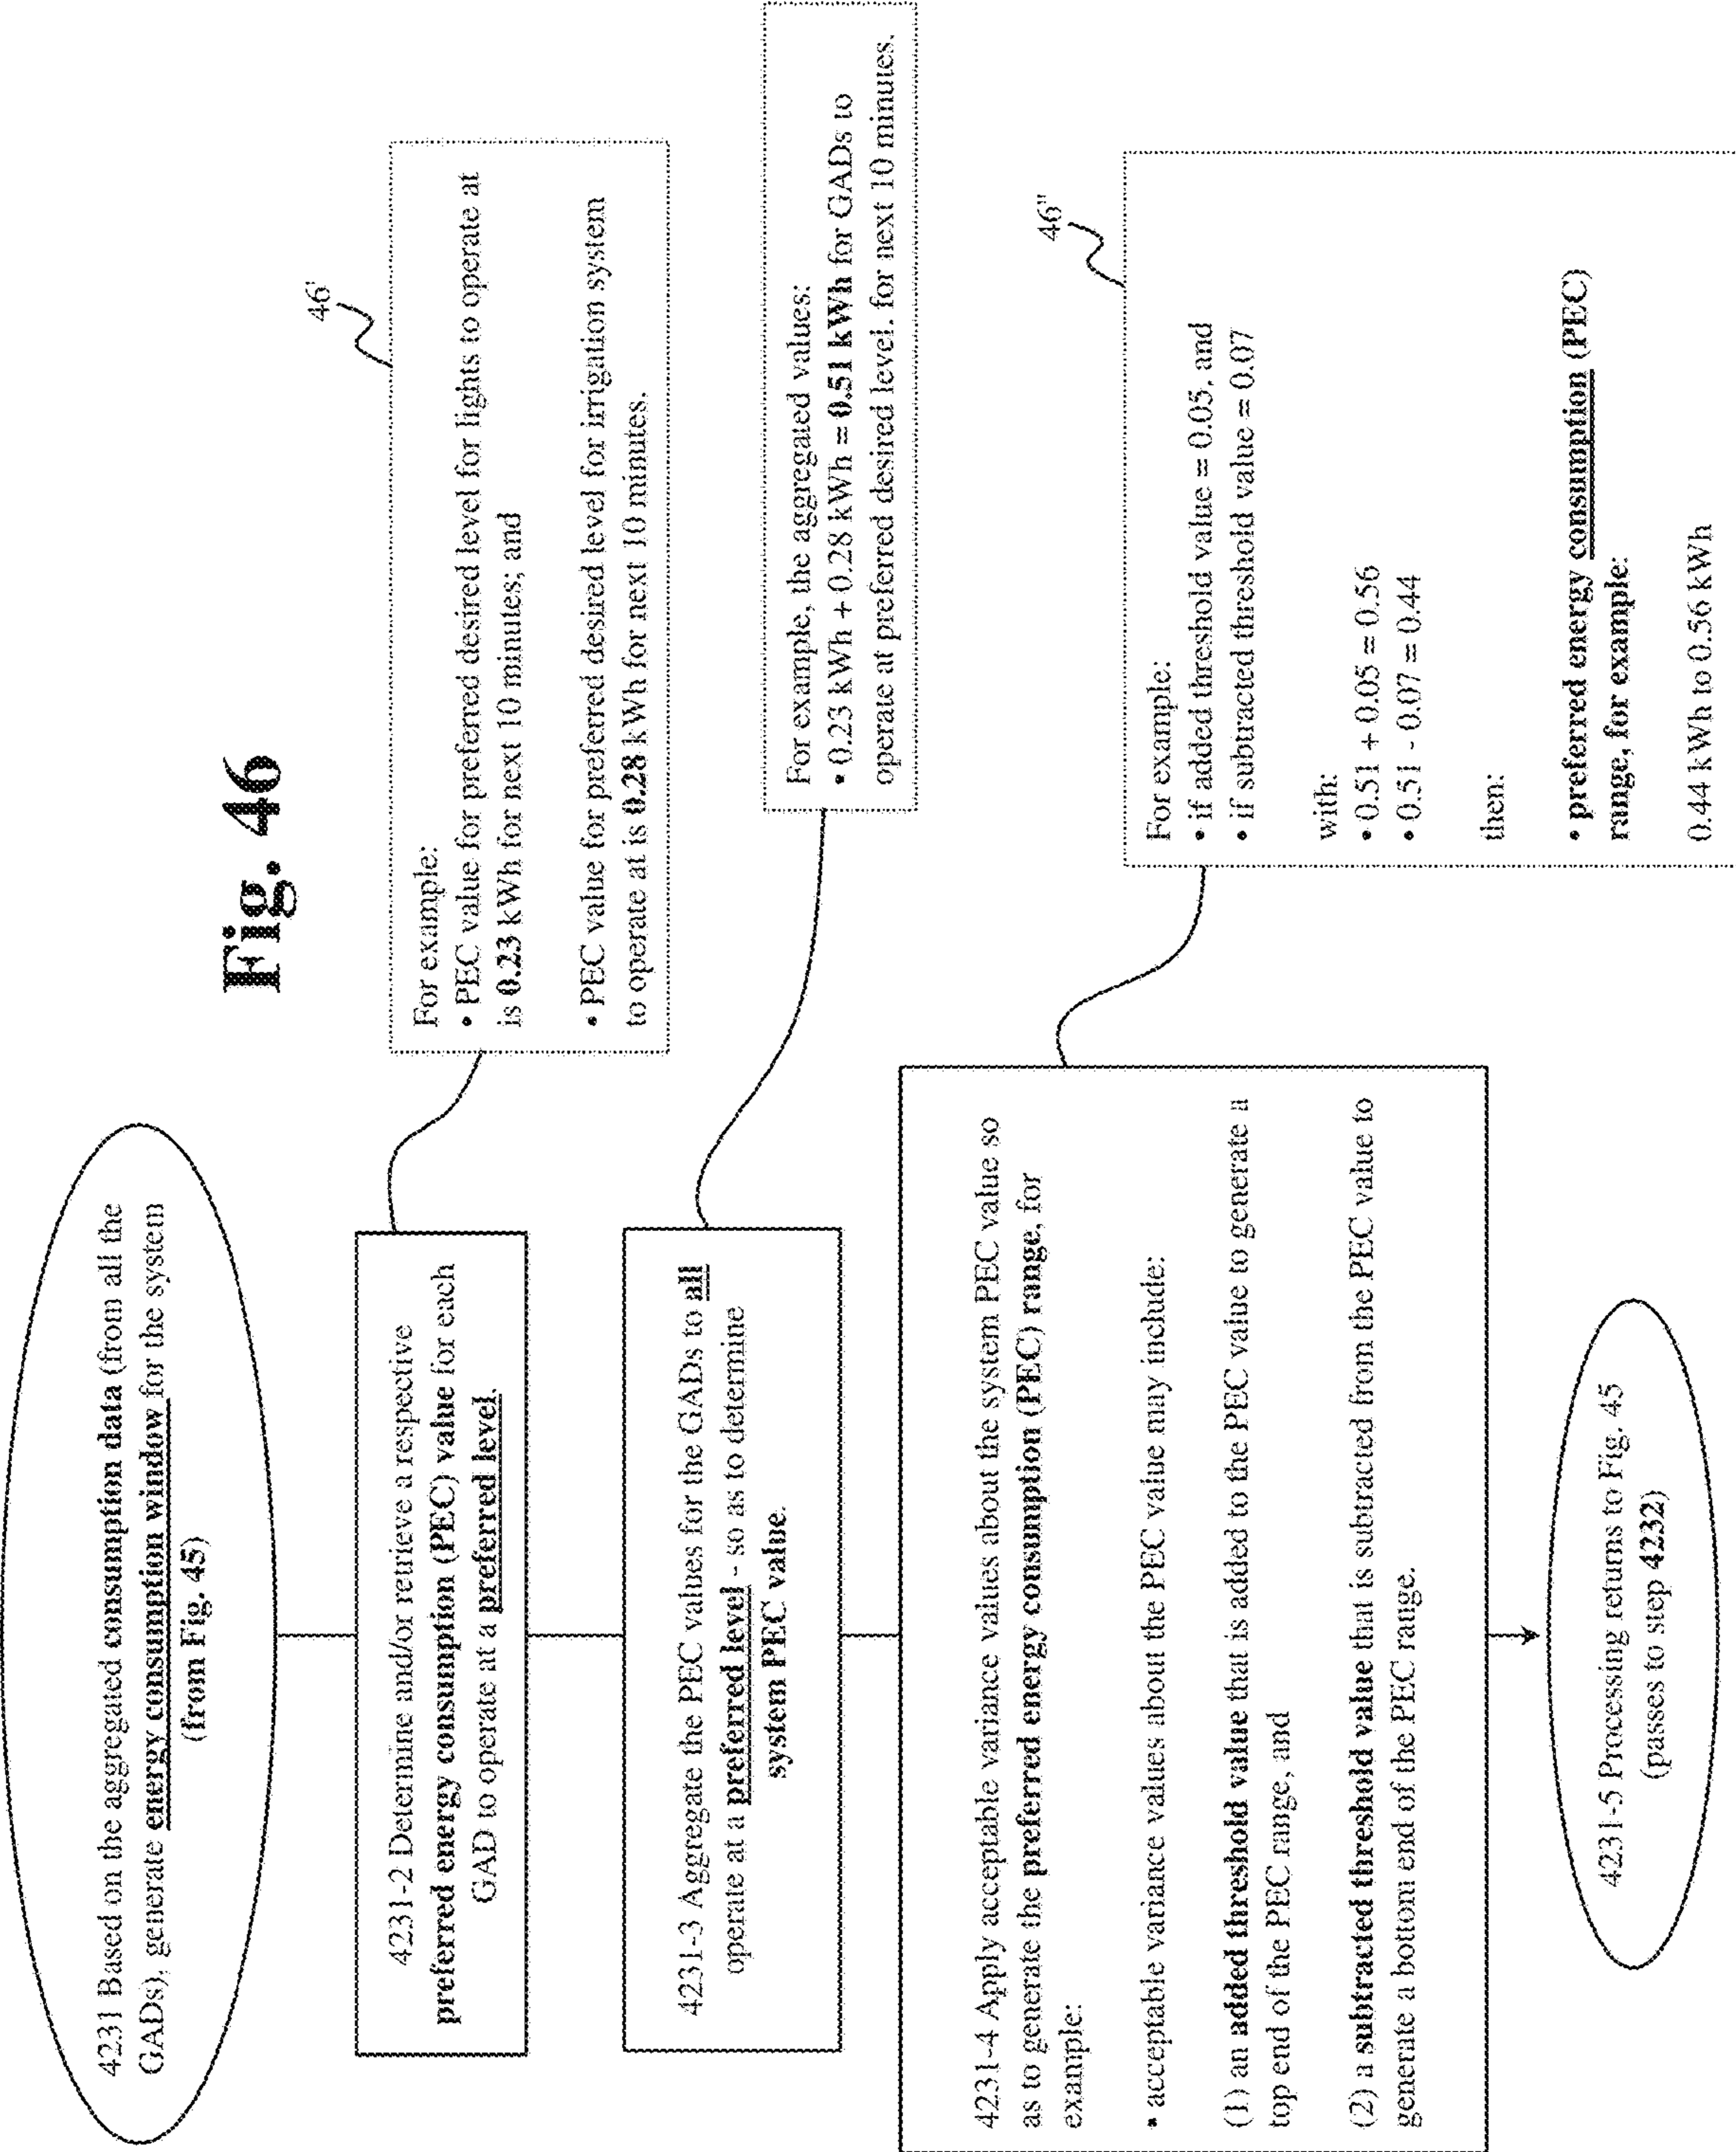 Fig. 46
4231 Based on the aggregated consumption data (from all the
GADs), generate energy consumption window for the system
(from Fig. 45)
4231-2 Determine and/or retrieve a respective
preferred energy consumption (PEC) value for each
GAD to operate at a preferred level.
46'
For example:
• PEC value for preferred desired level for lights to operate at
is 0.23 kWh for next 10 minutes; and
• PEC value for preferred desired level for irrigation system
to operate at is 0.28 kWh for next 10 minutes.
4231-3 Aggregate the PEC values for the GADs to all
operate at a preferred level - so as to determine
system PEC value.
For example, the aggregated values:
• 0.23 kWh + 0.28 kWh = 0.51 kWh for GADs to
operate at preferred desired level. for next 10 minutes.
4231-4 Apply acceptable variance values about the system PEC value so
as to generate the preferred energy consumption (PEC) range, for
example:
• acceptable variance values about the PEC value may include:
(1) an added threshold value that is added to the PEC value to generate a
top end of the PEC range, and
(2) a subtracted threshold value that is subtracted from the PEC value to
generate a bottom end of the PEC range.
46"
For example:
• if added threshold value = 0.05, and
• if subtracted threshold value = 0.07
with:
• 0.51 + 0.05 = 0.56
• 0.51 - 0.07 = 0.44
then:
• preferred energy consumption (PEC)
range, for example:
0.44 kWh to 0.56 kWh
4231-5 Processing returns to Fig. 45
(passes to step 4232)